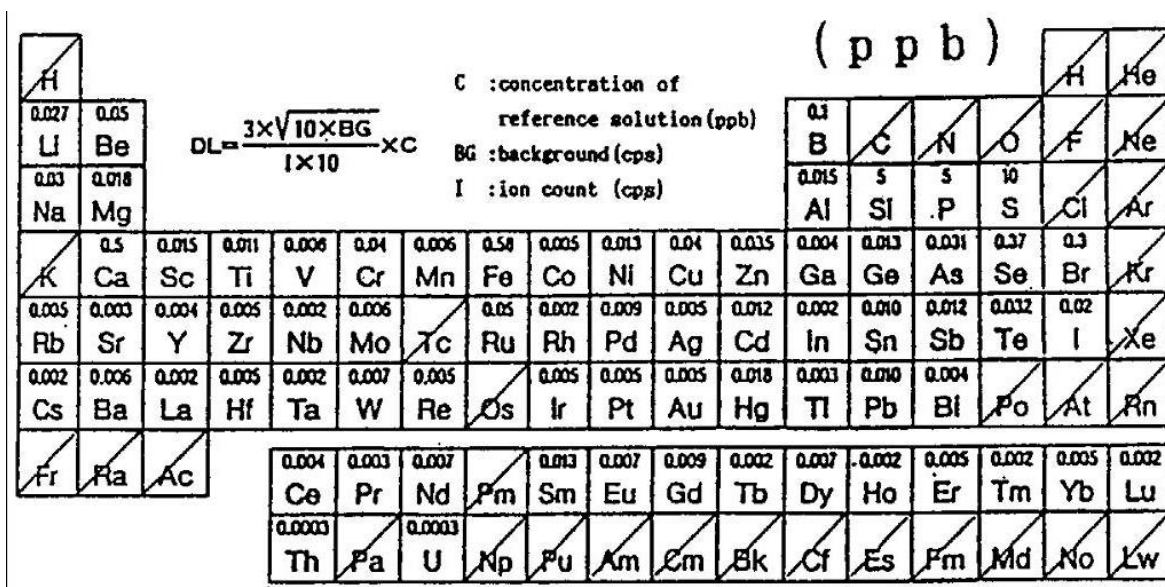 ( p p b )
H H He
C :concentration of
reference solution(ppb)
BG :background(cps)
I :ion count (cps)
DL= 3×√10×BG / I×10 ×C
0.027 0.05 0.3
Li Be B C N O F Ne
0.03 0.018 0.015 5 5 10
Na Mg Al Si P S Cl Ar
0.5 0.015 0.011 0.006 0.04 0.006 0.58 0.005 0.013 0.04 0.035 0.004 0.013 0.031 0.37 0.3
K Ca Sc Ti V Cr Mn Fe Co Ni Cu Zn Ga Ge As Se Br Kr
0.005 0.003 0.004 0.005 0.002 0.006 0.05 0.002 0.009 0.005 0.012 0.002 0.010 0.012 0.032 0.02
Rb Sr Y Zr Nb Mo Tc Ru Rh Pd Ag Cd In Sn Sb Te I Xe
0.002 0.006 0.002 0.005 0.002 0.007 0.005 0.005 0.005 0.005 0.018 0.003 0.010 0.004
Cs Ba La Hf Ta W Re Os Ir Pt Au Hg Tl Pb Bi Po At Rn
Fr Ra Ac
0.004 0.003 0.007 0.013 0.007 0.009 0.002 0.007 0.002 0.005 0.002 0.005 0.002
Ce Pr Nd Pm Sm Eu Gd Tb Dy Ho Er Tm Yb Lu
0.0003 0.0003
Th Pa U Np Pu Am Cm Bk Cf Es Fm Md No Lw